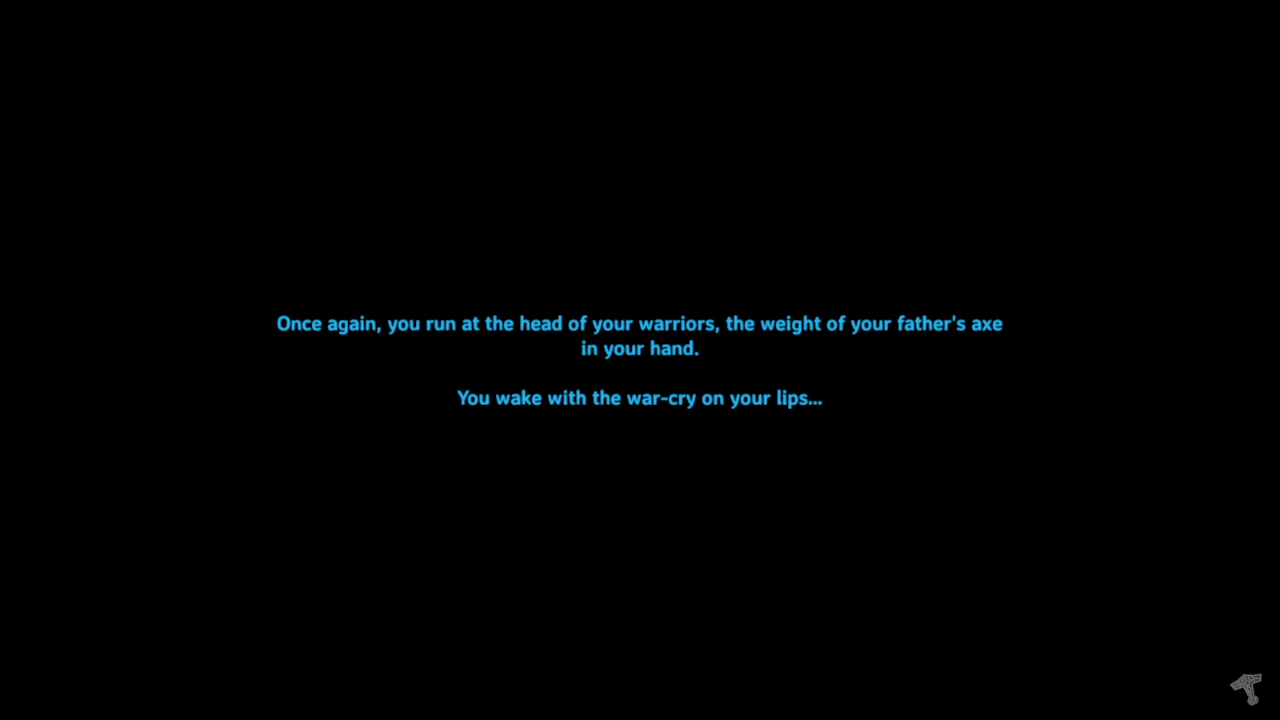 Once again, you run at the head of your warriors, the weight of your father's axe
in your hand.
You wake with the war-cry on your lips...